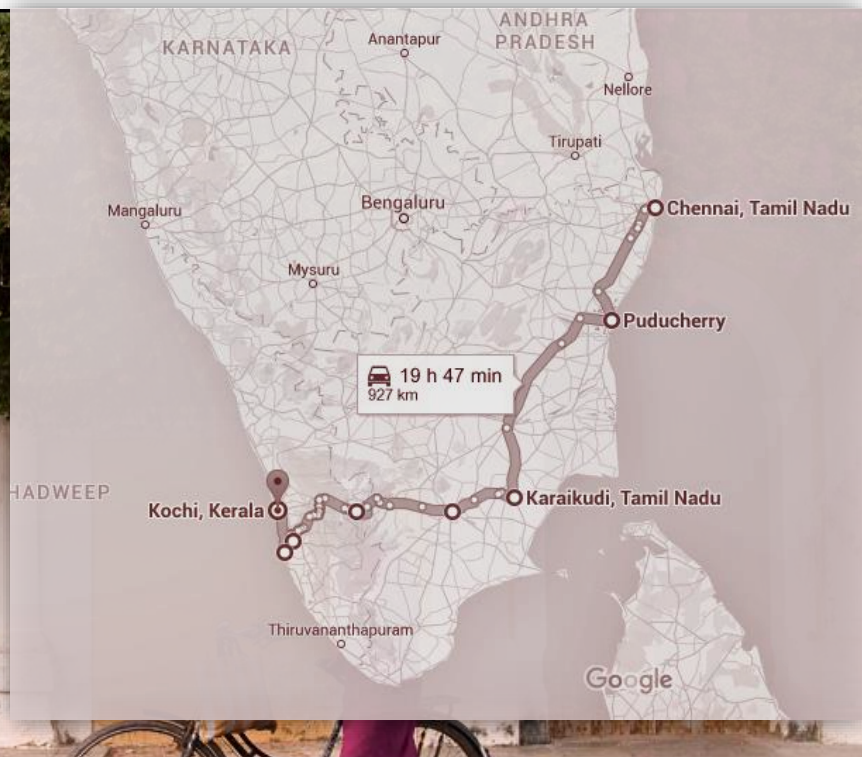 ANDHRA
PRADESH
KARNATAKA
Anantapur
Nellore
Tirupati
Mangaluru
Bengaluru
Chennai, Tamil Nadu
Mysuru
Puducherry
19 h 47 min
927 km
HADWEEP
Kochi, Kerala
Karaikudi, Tamil Nadu
Thiruvananthapuram
Google